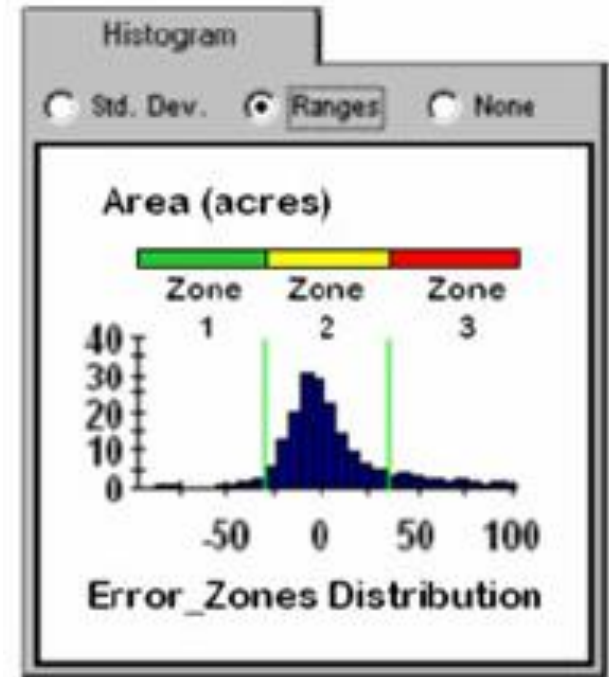 Histogram
Std. Dev. Ranges None
Area (acres)
Zone Zone Zone
1 2 3
40
30
20
10
0
-50 0 50 100
Error_Zones Distribution